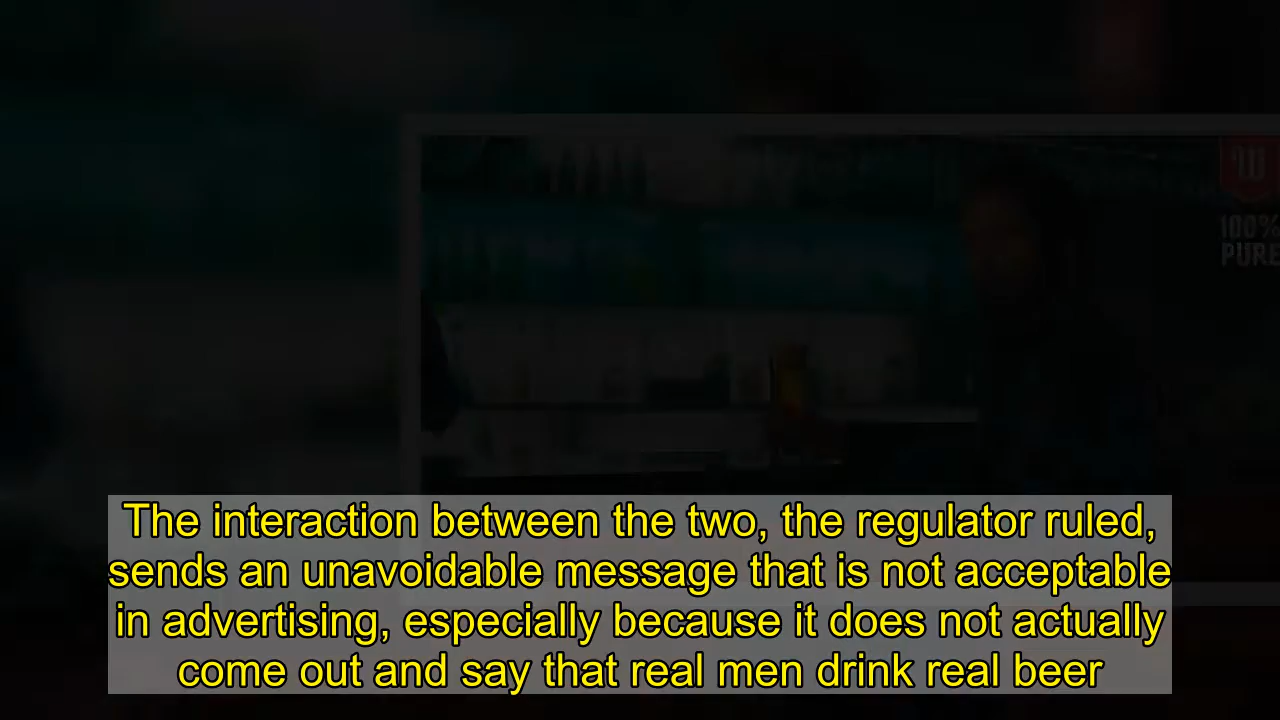 100%
PURE
The interaction between the two, the regulator ruled,
sends an unavoidable message that is not acceptable
in advertising, especially because it does not actually
come out and say that real men drink real beer